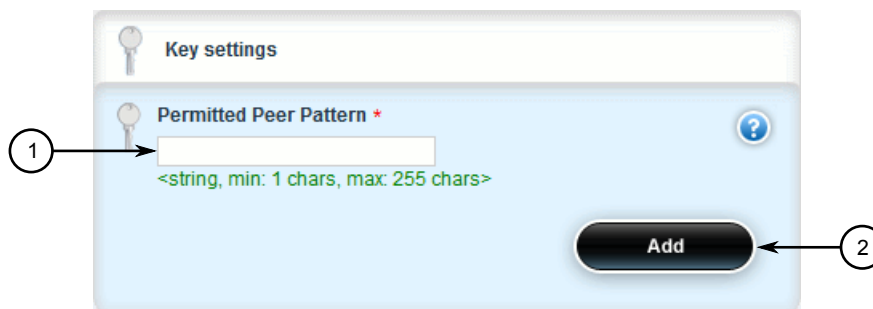 Key settings
Permitted Peer Pattern *
?
1
<string, min: 1 chars, max: 255 chars>
Add
2